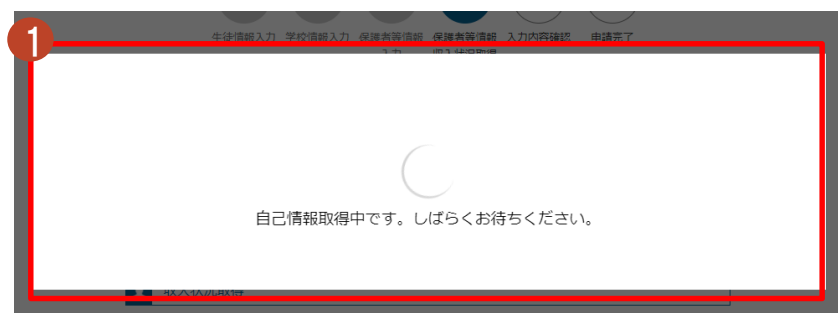 1
生徒情報入力 学校情報入力 保護者等情報 保護者等情報 入力内容確認 申請完了
入力 収入状況取得
自己情報取得中です。しばらくお待ちください。
収入状況取得